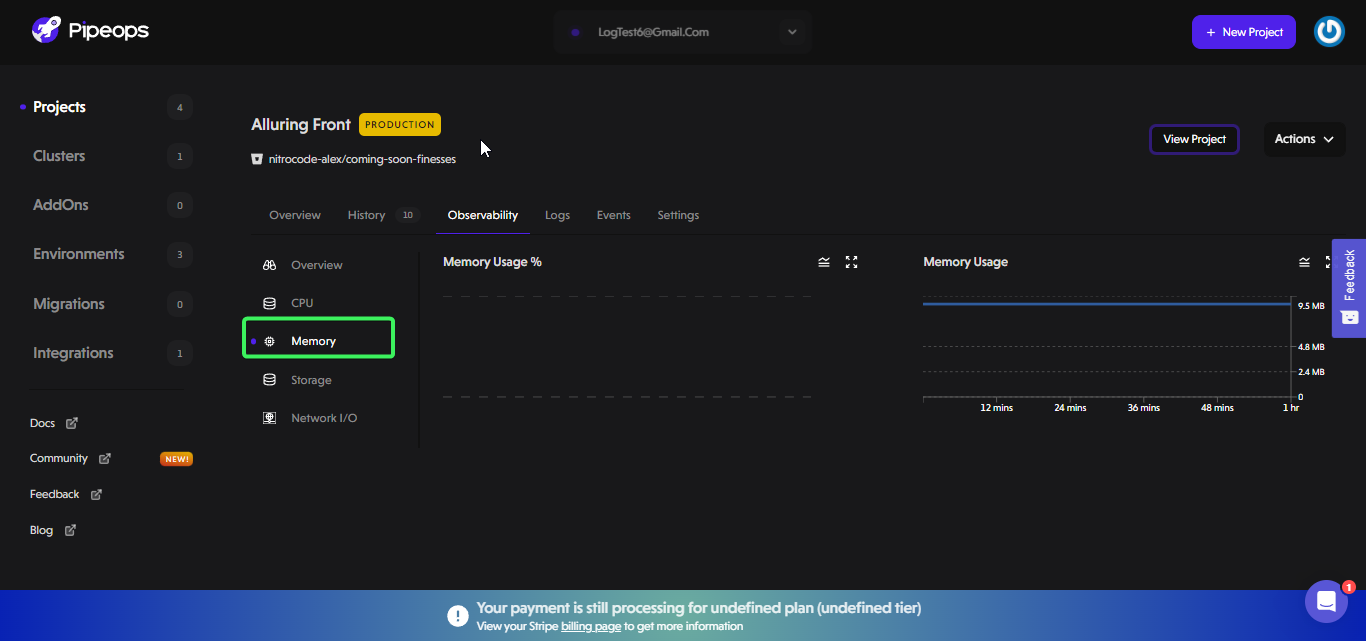 Pipeops
LogTest6@Gmail.Com
+ New Project
Projects 4
Clusters 1
AddOns 0
Environments 3
Migrations 0
Integrations 1
Docs
Community NEW!
Feedback
Blog
Alluring Front PRODUCTION
nitrocode-alex/coming-soon-finesses
View Project
Actions
Overview History 10 Observability Logs Events Settings
Overview
CPU
Memory
Storage
Network I/O
Memory Usage %
Memory Usage
9.5 MB
4.8 MB
2.4 MB
0
12 mins 24 mins 36 mins 48 mins 1 hr
Feedback
Your payment is still processing for undefined plan (undefined tier)
View your Stripe billing page to get more information
1